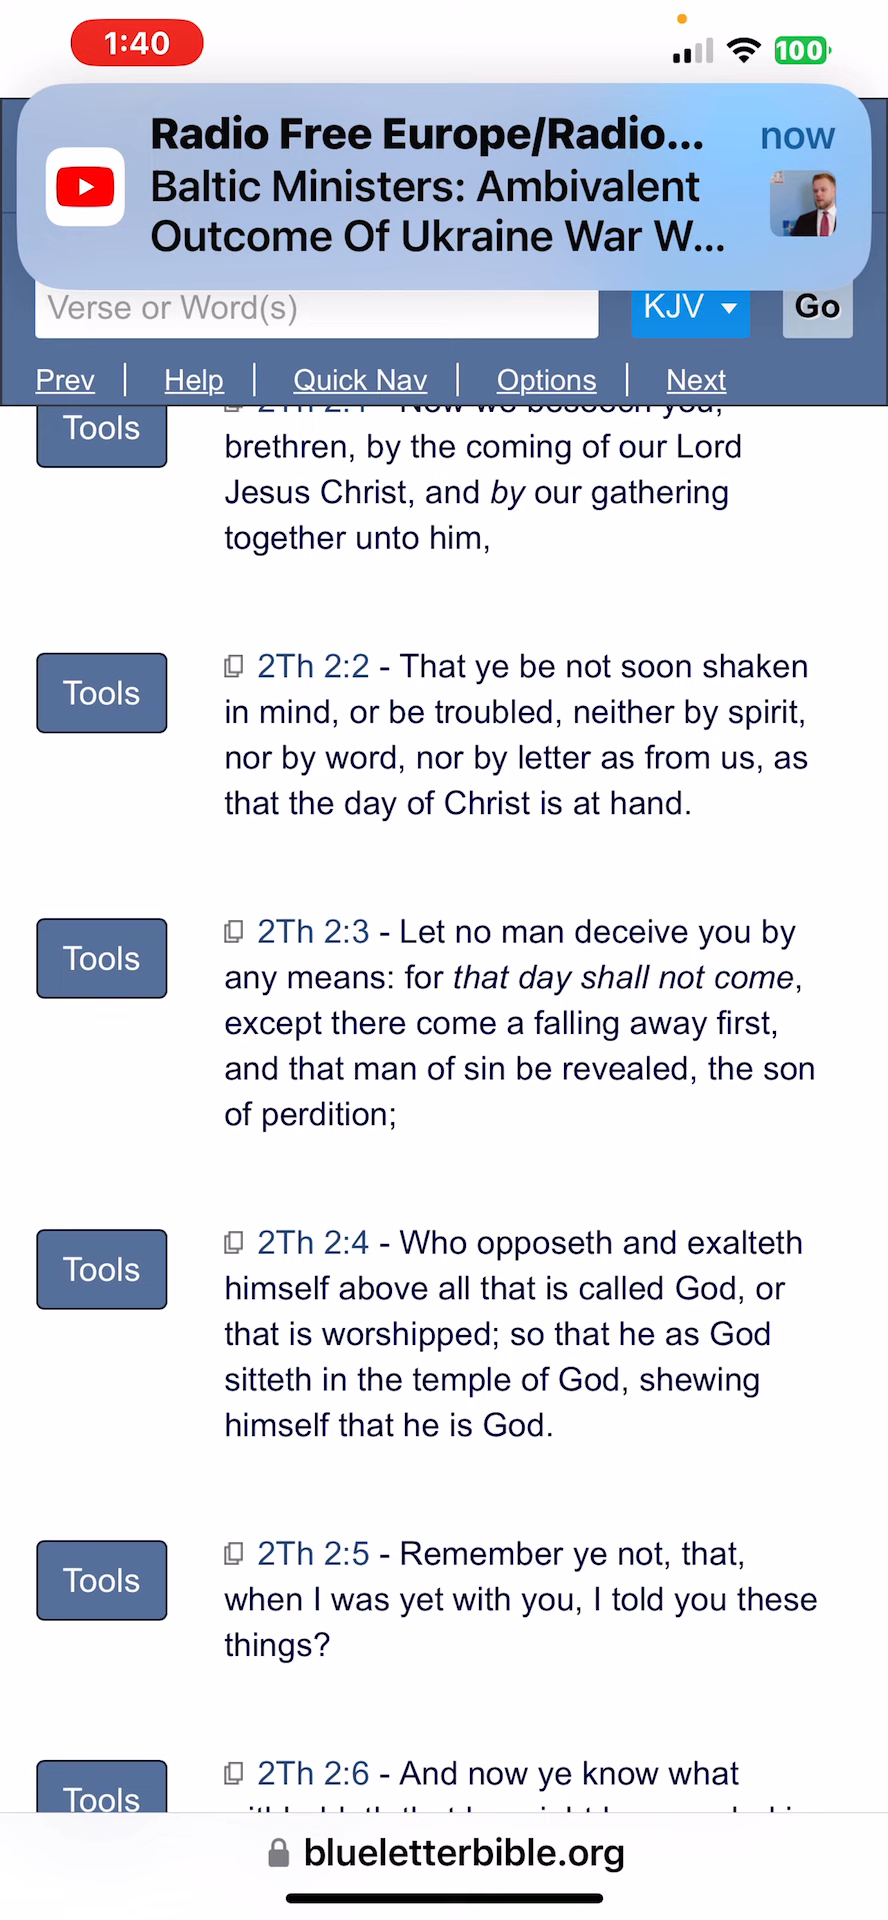 1:40
100
Radio Free Europe/Radio...
now
Baltic Ministers: Ambivalent
Outcome Of Ukraine War W...
Verse or Word(s)
KJV
Go
Prev | Help | Quick Nav | Options | Next
Tools
2Th 2:1 - Now we beseech you,
brethren, by the coming of our Lord
Jesus Christ, and by our gathering
together unto him,
Tools
2Th 2:2 - That ye be not soon shaken
in mind, or be troubled, neither by spirit,
nor by word, nor by letter as from us, as
that the day of Christ is at hand.
Tools
2Th 2:3 - Let no man deceive you by
any means: for that day shall not come,
except there come a falling away first,
and that man of sin be revealed, the son
of perdition;
Tools
2Th 2:4 - Who opposeth and exalteth
himself above all that is called God, or
that is worshipped; so that he as God
sitteth in the temple of God, shewing
himself that he is God.
Tools
2Th 2:5 - Remember ye not, that,
when I was yet with you, I told you these
things?
Tools
2Th 2:6 - And now ye know what
blueletterbible.org